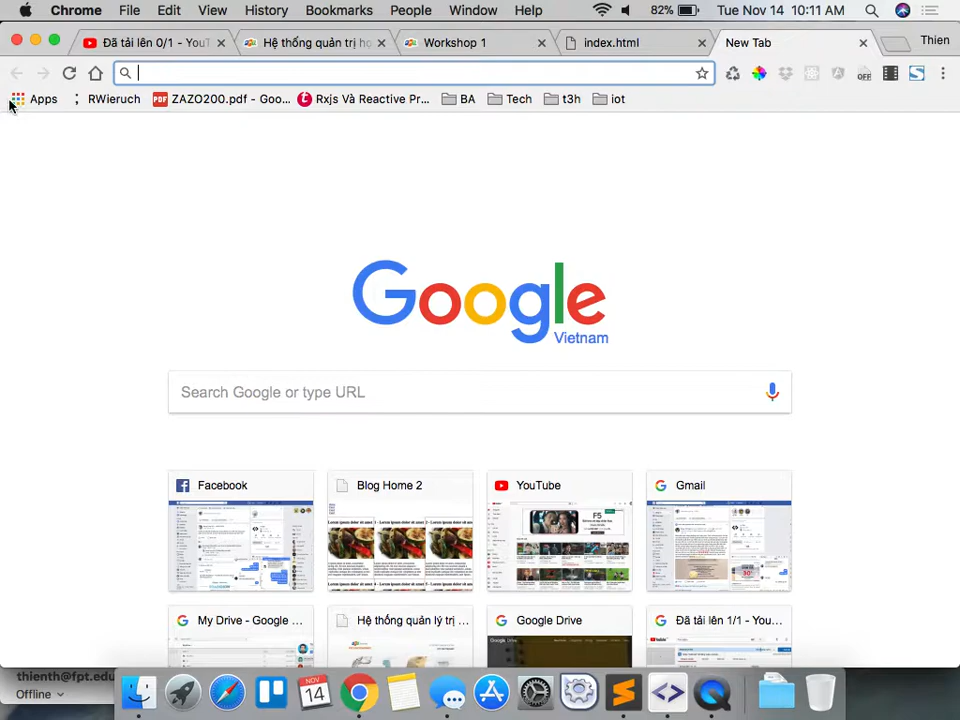 Chrome File Edit View History Bookmarks People Window Help 82% Tue Nov 14 10:11 AM
Đã tải lên 0/1 - YouT Hệ thống quản trị họ Workshop 1 index.html New Tab Thien
Apps ; RWieruch ZAZO200.pdf - Goo... Rxjs Và Reactive Pr... BA Tech t3h iot
Google
Vietnam
Search Google or type URL
Facebook Blog Home 2 YouTube Gmail
My Drive - Google ... Hệ thống quản lý trị ... Google Drive Đã tải lên 1/1 - You...
thienth@fpt.edu
Offline
NOV
14